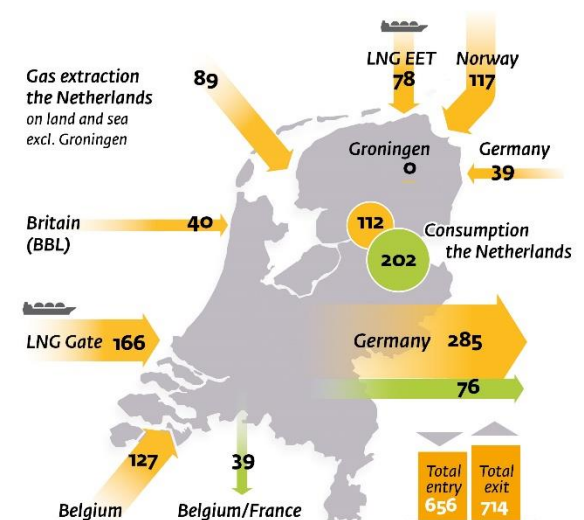 LNG EET
78
Norway
117
Gas extraction
the Netherlands
on land and sea
excl. Groningen
89
Groningen
0
Germany
39
Britain
(BBL)
40
112
202
Consumption
the Netherlands
LNG Gate 166
Germany 285
76
127
Belgium
39
Belgium/France
Total
entry
656
Total
exit
714